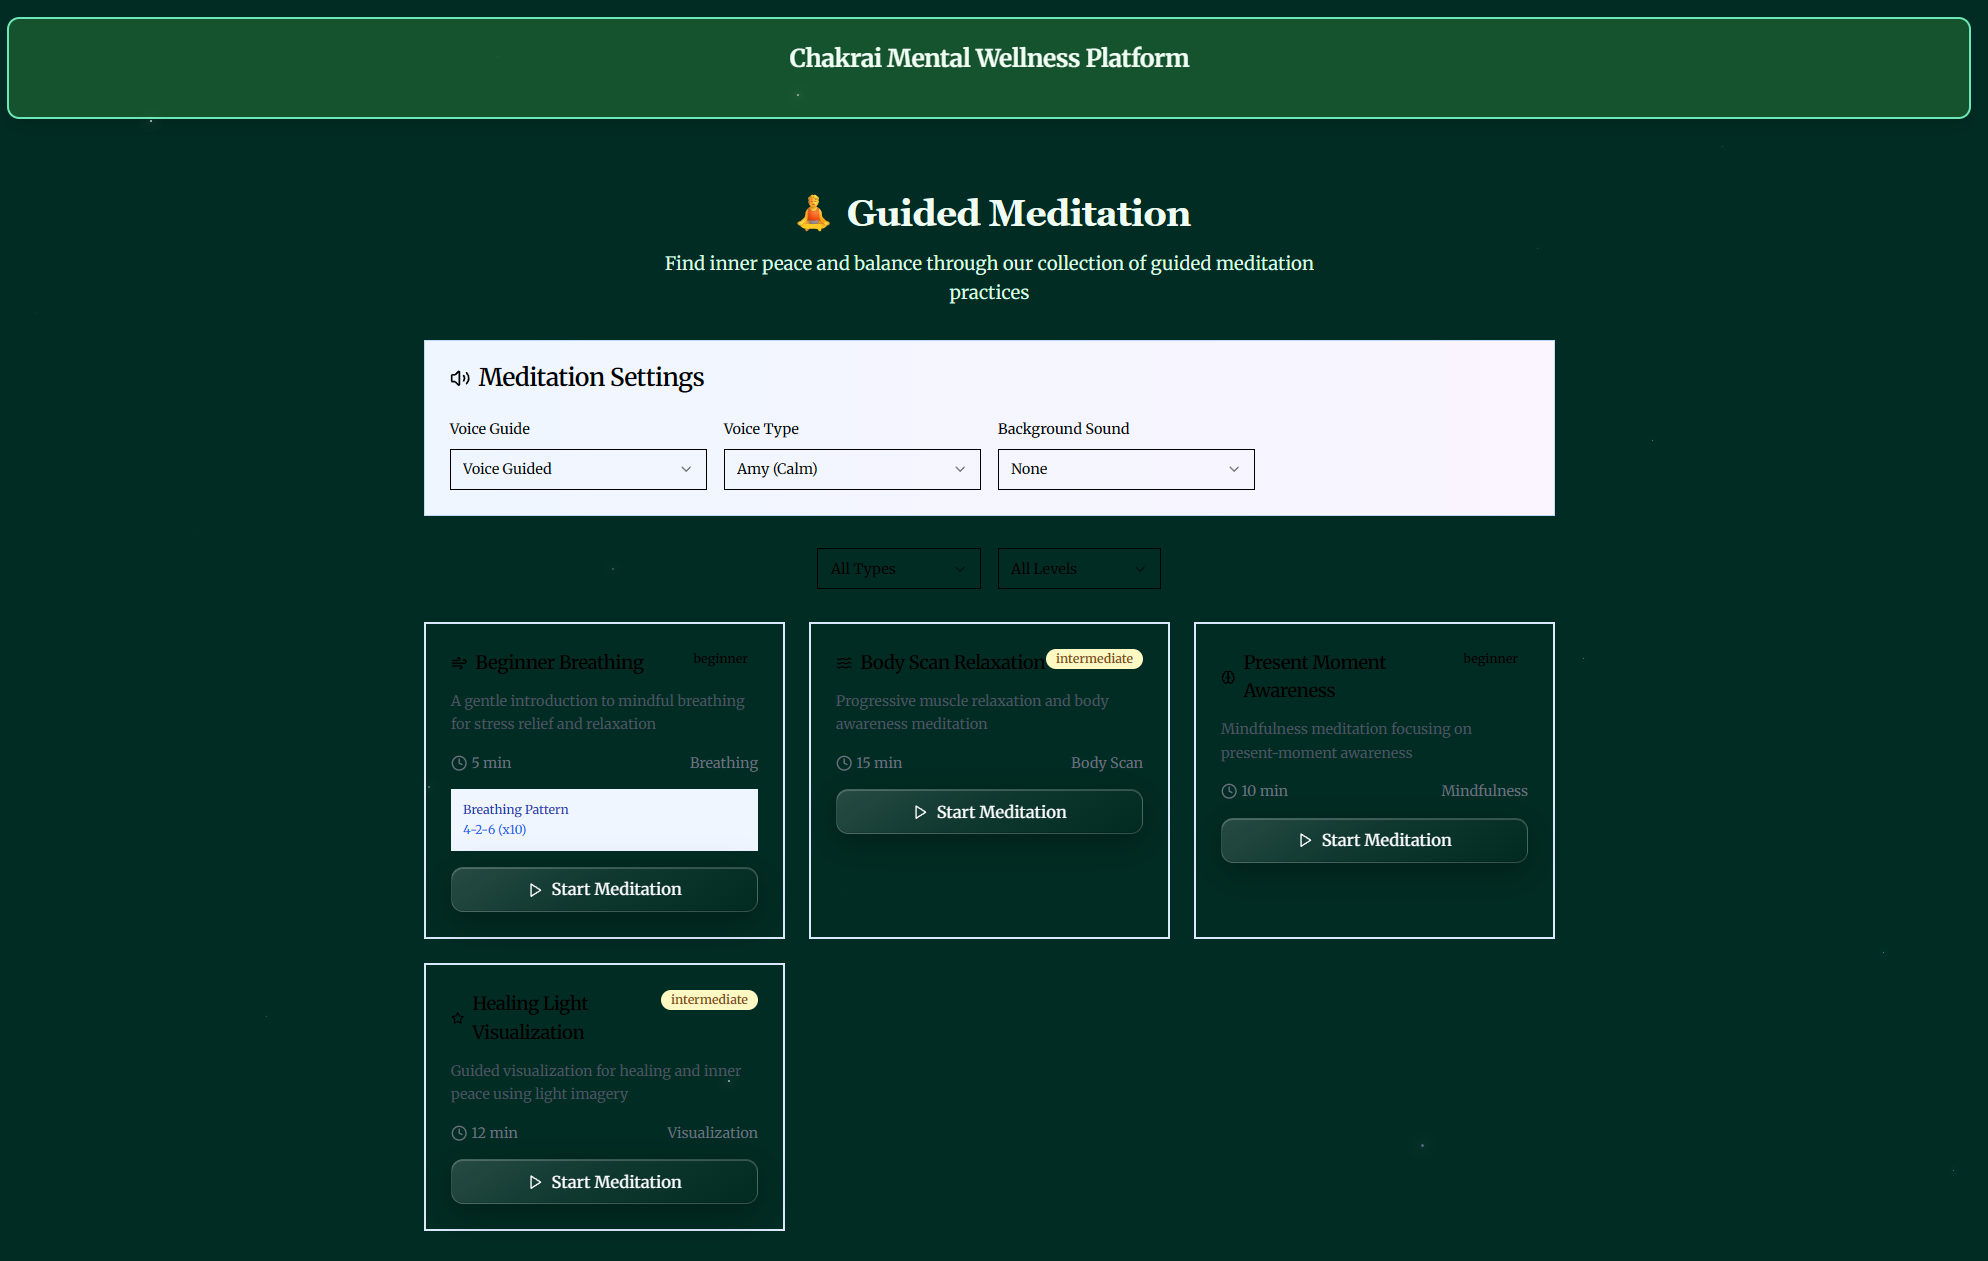 Chakrai Mental Wellness Platform
Guided Meditation
Find inner peace and balance through our collection of guided meditation
practices
Meditation Settings
Voice Guide
Voice Type
Background Sound
Voice Guided
Amy (Calm)
None
All Types
All Levels
Beginner Breathing
beginner
A gentle introduction to mindful breathing
for stress relief and relaxation
5 min
Breathing
Breathing Pattern
4-2-6 (x10)
Start Meditation
Body Scan Relaxation
intermediate
Progressive muscle relaxation and body
awareness meditation
15 min
Body Scan
Start Meditation
Present Moment
Awareness
beginner
Mindfulness meditation focusing on
present-moment awareness
10 min
Mindfulness
Start Meditation
Healing Light
Visualization
intermediate
Guided visualization for healing and inner
peace using light imagery
12 min
Visualization
Start Meditation